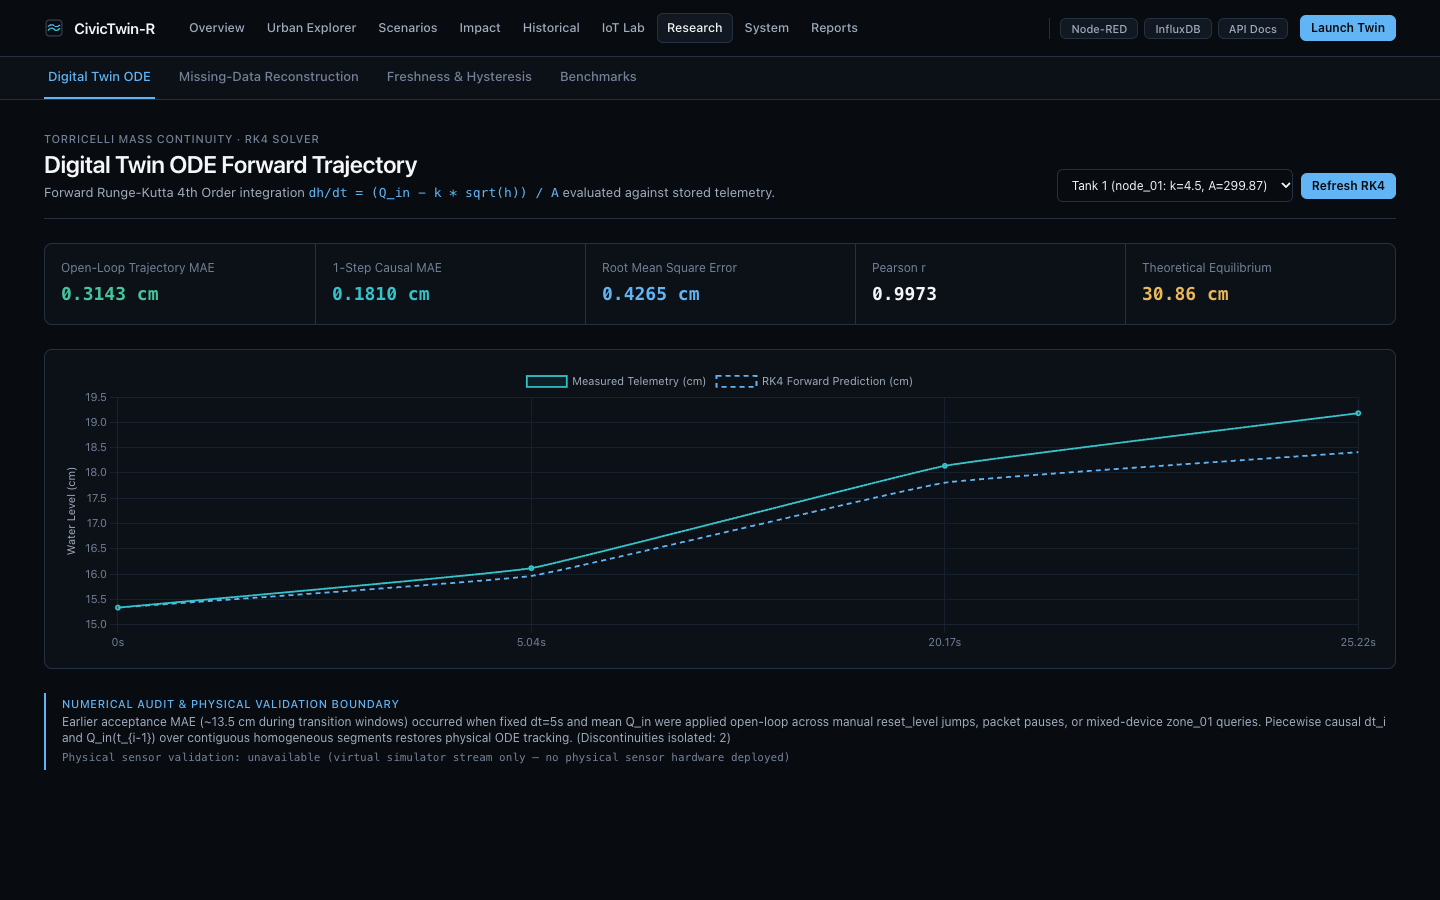 CivicTwin-R
Overview
Urban Explorer
Scenarios
Impact
Historical
IoT Lab
Research
System
Reports
Node-RED
InfluxDB
API Docs
Launch Twin
Digital Twin ODE
Missing-Data Reconstruction
Freshness & Hysteresis
Benchmarks
TORRICELLI MASS CONTINUITY · RK4 SOLVER
Digital Twin ODE Forward Trajectory
Forward Runge-Kutta 4th Order integration dh/dt = (Q_in − k * sqrt(h)) / A evaluated against stored telemetry.
Tank 1 (node_01: k=4.5, A=299.87)
Refresh RK4
Open-Loop Trajectory MAE
0.3143 cm
1-Step Causal MAE
0.1810 cm
Root Mean Square Error
0.4265 cm
Pearson r
0.9973
Theoretical Equilibrium
30.86 cm
Measured Telemetry (cm)
RK4 Forward Prediction (cm)
Water Level (cm)
19.5
19.0
18.5
18.0
17.5
17.0
16.5
16.0
15.5
15.0
0s
5.04s
20.17s
25.22s
NUMERICAL AUDIT & PHYSICAL VALIDATION BOUNDARY
Earlier acceptance MAE (~13.5 cm during transition windows) occurred when fixed dt=5s and mean Q_in were applied open-loop across manual reset_level jumps, packet pauses, or mixed-device zone_01 queries. Piecewise causal dt_i
and Q_in(t_{i-1}) over contiguous homogeneous segments restores physical ODE tracking. (Discontinuities isolated: 2)
Physical sensor validation: unavailable (virtual simulator stream only — no physical sensor hardware deployed)